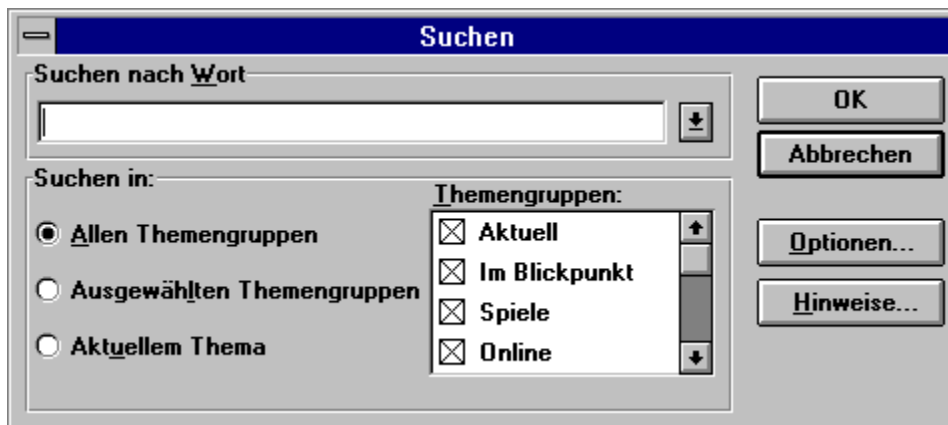 Suchen
Suchen nach Wort
OK
Abbrechen
Suchen in:
Themengruppen:
Allen Themengruppen
Ausgewählten Themengruppen
Aktuellem Thema
Aktuell
Im Blickpunkt
Spiele
Online
Optionen...
Hinweise...